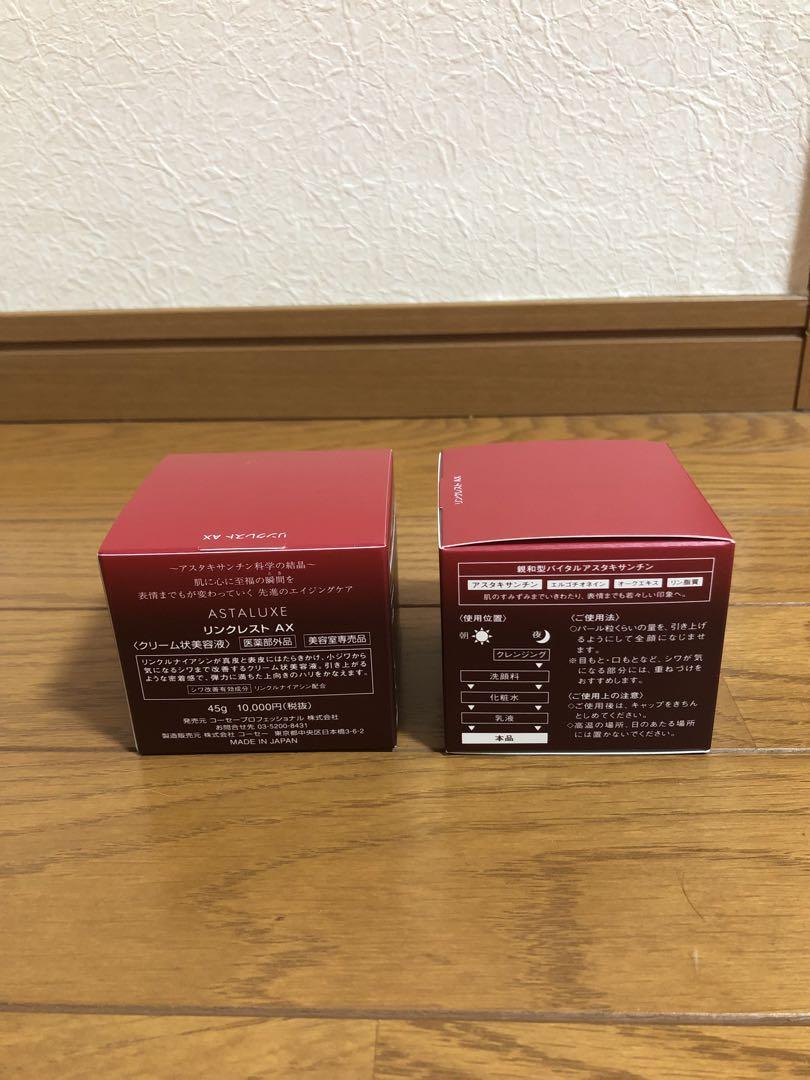 リンクレスト AX
～アスタキサンチン科学の結晶～
肌に心に至福の瞬間を
表情までもが変わっていく 先進のエイジングケア
ASTALUXE
リンクレスト AX
〈クリーム状美容液〉 医薬部外品 美容室専売品
リンクルナイアシンが真皮と表皮にはたらきかけ、小ジワから
気になるシワまで改善するクリーム状美容液。引き上がる
ような密着感で、弾力に満ちた上向きのハリをかなえます。
シワ改善有効成分 リンクルナイアシン配合
45g 10,000円(税抜)
発売元 コーセープロフェッショナル 株式会社
お問合せ先 03-5200-8431
製造販売元 株式会社 コーセー 東京都中央区日本橋3-6-2
MADE IN JAPAN
リンクレスト AX
親和型バイタルアスタキサンチン
アスタキサンチン エルゴチオネイン オークエキス リン脂質
肌のすみずみまでいきわたり、表情までも若々しい印象へ。
〈使用位置〉
朝 夜
クレンジング
洗顔料
化粧水
乳液
本品
〈ご使用法〉
◇パール粒くらいの量を、引き上げ
るようにして全顔になじませ
ます。
※目もと・口もとなど、シワが気
になる部分には、重ねづけを
おすすめします。
〈ご使用上の注意〉
◇ご使用後は、キャップをきちん
としめてください。
◇高温の場所、日のあたる場所
には置かないでください。